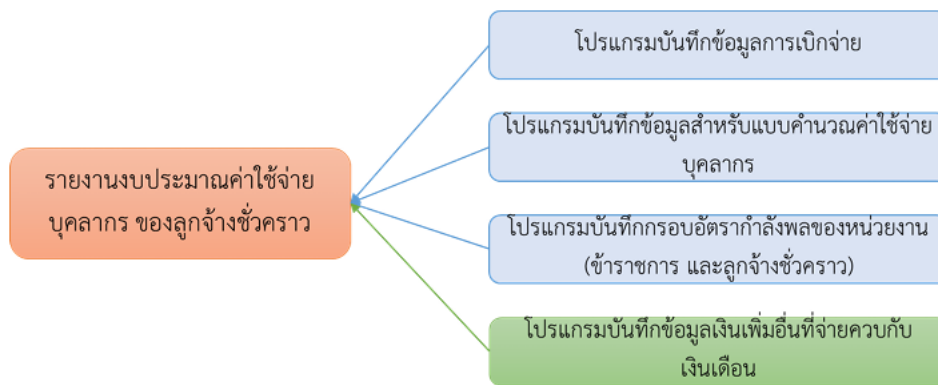 โปรแกรมบันทึกข้อมูลการเบิกจ่าย
โปรแกรมบันทึกข้อมูลสำหรับแบบคำนวณค่าใช้จ่าย
บุคลากร
รายงานงบประมาณค่าใช้จ่าย
บุคลากร ของลูกจ้างชั่วคราว
โปรแกรมบันทึกกรอบอัตรากำลังพลของหน่วยงาน
(ข้าราชการ และลูกจ้างชั่วคราว)
โปรแกรมบันทึกข้อมูลเงินเพิ่มอื่นที่จ่ายควบกับ
เงินเดือน